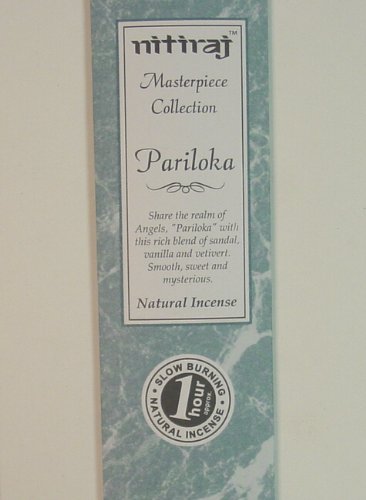 nitiraj™
Masterpiece
Collection
Pariloka
Share the realm of
Angels, "Pariloka" with
this rich blend of sandal,
vanilla and vetivert.
Smooth, sweet and
mysterious.
Natural Incense
SLOW BURNING
1 hour
approx
NATURAL INCENSE